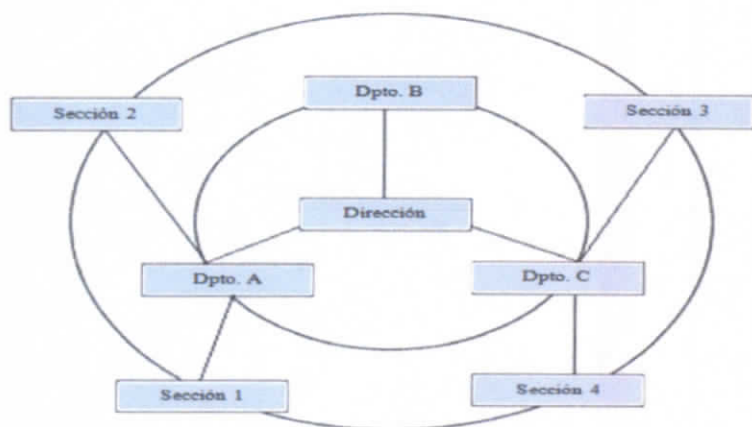 Dpto. B
Sección 2
Sección 3
Dirección
Dpto. A
Dpto. C
Sección 1
Sección 4